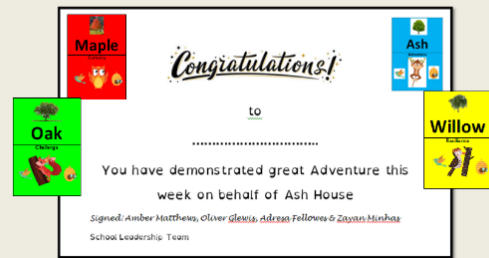 Maple
Ash
Congratulations!
to
Oak
Challenge
Willow
Resilience
..............................
You have demonstrated great Adventure this
week on behalf of Ash House
Signed: Amber Matthews, Oliver Glewis, Adresa Fellowes & Zayan Minhas
School Leadership Team